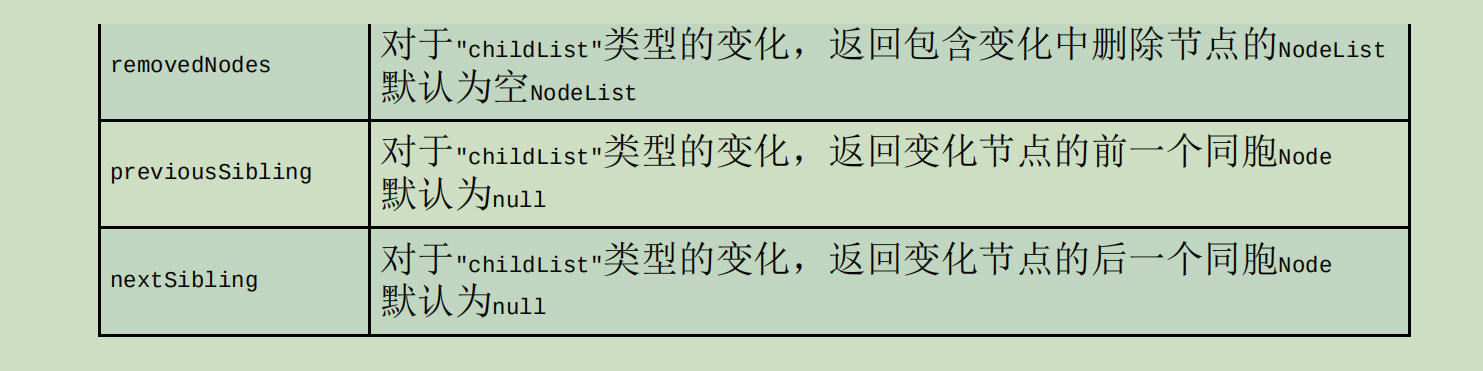 removedNodes
对于"childList"类型的变化，返回包含变化中删除节点的NodeList
默认为空NodeList
previousSibling
对于"childList"类型的变化，返回变化节点的前一个同胞Node
默认为null
nextSibling
对于"childList"类型的变化，返回变化节点的后一个同胞Node
默认为null